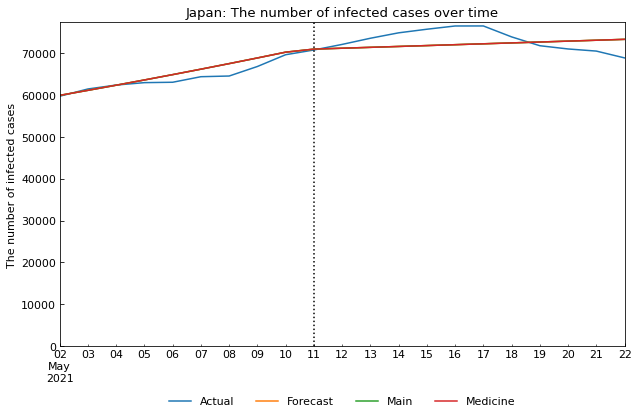 Japan: The number of infected cases over time
The number of infected cases
70000
60000
50000
40000
30000
20000
10000
0
02 03 04 05 06 07 08 09 10 11 12 13 14 15 16 17 18 19 20 21 22
May
2021
Actual Forecast Main Medicine